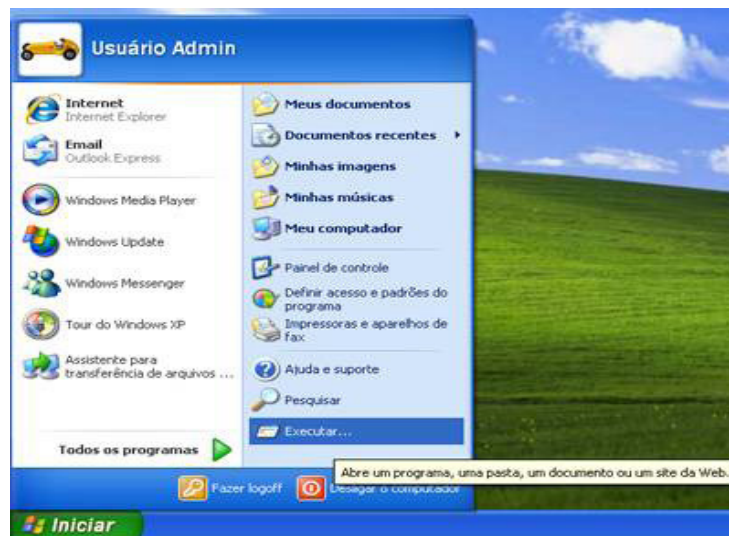 Usuário Admin
Internet
Internet Explorer
Email
Outlook Express
Windows Media Player
Windows Update
Windows Messenger
Tour do Windows XP
Assistente para
transferência de arquivos ...
Todos os programas
Meus documentos
Documentos recentes
Minhas imagens
Minhas músicas
Meu computador
Painel de controle
Definir acesso e padrões do
programa
Impressoras e aparelhos de
fax
Ajuda e suporte
Pesquisar
Executar...
Abre um programa, uma pasta, um documento ou um site da Web.
Fazer logoff
Desligar o computador
Iniciar